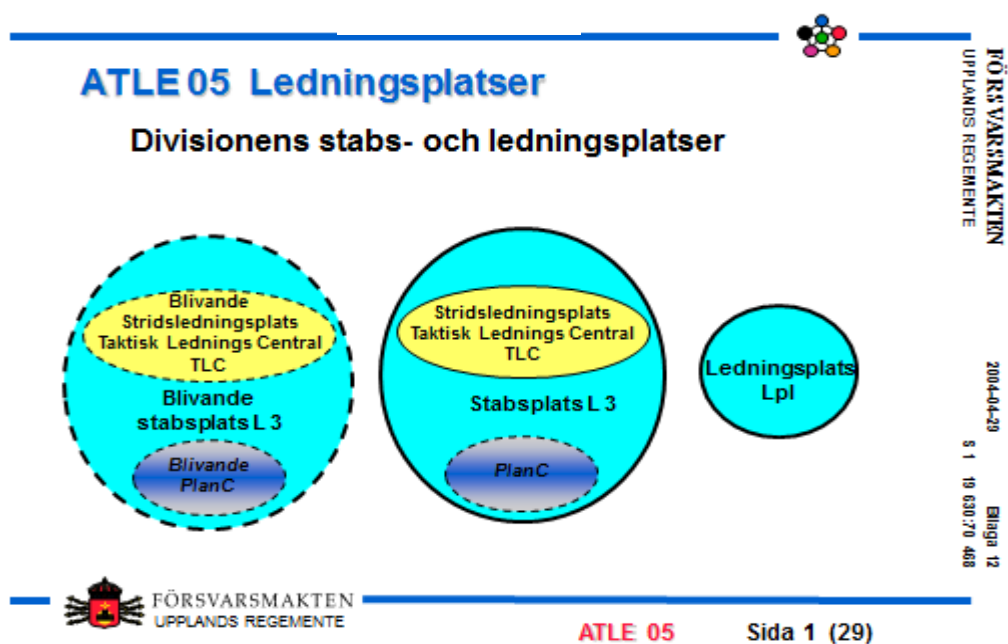 ATLE 05 Ledningsplatser
Divisionens stabs- och ledningsplatser
Blivande
Stridsledningsplats
Taktisk Lednings Central
TLC
Blivande
stabsplats L 3
Blivande
PlanC
Stridsledningsplats
Taktisk Lednings Central
TLC
Stabsplats L 3
PlanC
Ledningsplats
Lpl
FÖRSVARSMAKTEN
UPPLANDS REGEMENTE
2004-04-29
Bilaga 12
S 1 19 630:70 468
FÖRSVARSMAKTEN
UPPLANDS REGEMENTE
ATLE 05
Sida 1 (29)